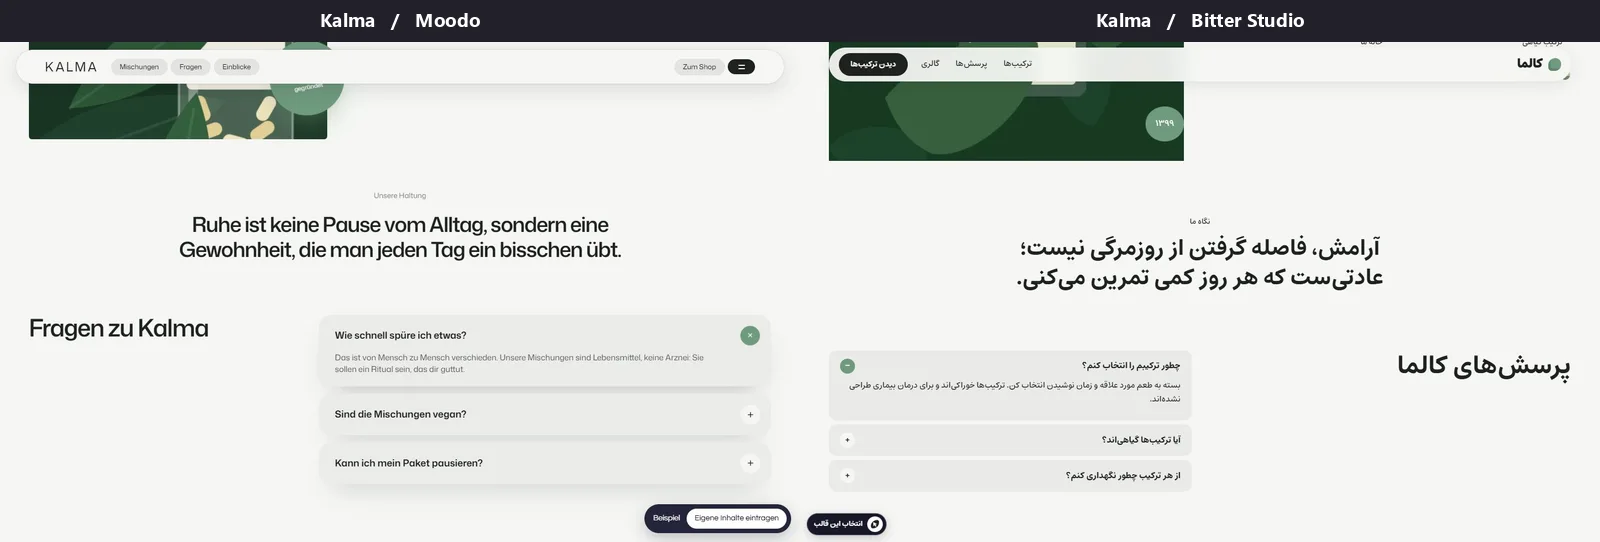 Kalma / Moodo
KALMA
Mischungen
Fragen
Einblicke
Zum Shop
gegründet
Unsere Haltung
Ruhe ist keine Pause vom Alltag, sondern eine
Gewohnheit, die man jeden Tag ein bisschen übt.
Fragen zu Kalma
Wie schnell spüre ich etwas?
Das ist von Mensch zu Mensch verschieden. Unsere Mischungen sind Lebensmittel, keine Arznei: Sie
sollen ein Ritual sein, das dir guttut.
Sind die Mischungen vegan?
Kann ich mein Paket pausieren?
Beispiel
Eigene Inhalte eintragen
Kalma / Bitter Studio
کالما
ترکیب‌ها
پرسش‌ها
گالری
دیدن ترکیب‌ها
۱۳۹۹
نگاه ما
آرامش، فاصله گرفتن از روزمرگی نیست؛
عادتی‌ست که هر روز کمی تمرین می‌کنی.
پرسش‌های کالما
چطور ترکیبم را انتخاب کنم؟
بسته به طعم مورد علاقه و زمان نوشیدن انتخاب کن. ترکیب‌ها خوراکی‌اند و برای درمان بیماری طراحی
نشده‌اند.
آیا ترکیب‌ها گیاهی‌اند؟
از هر ترکیب چطور نگهداری کنم؟
انتخاب این قالب